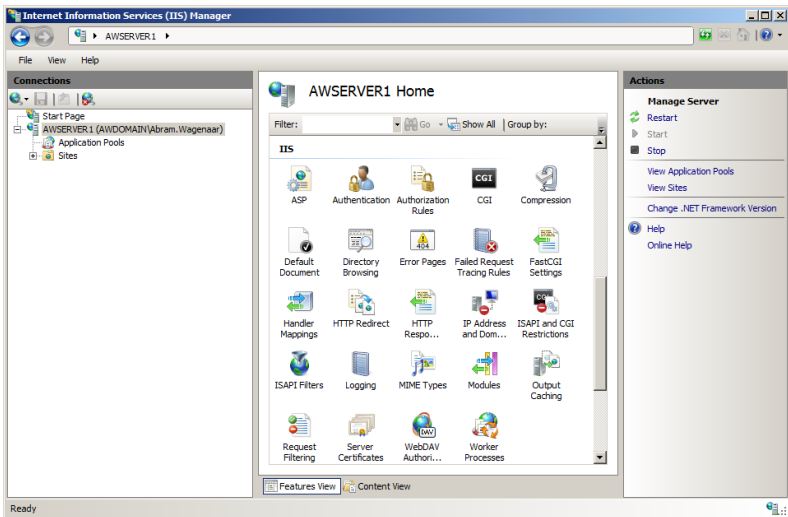 Internet Information Services (IIS) Manager
AWSERVER1
File View Help
Connections
Start Page
AWSERVER1 (AWDOMAIN\Abram.Wagenaar)
Application Pools
Sites
AWSERVER1 Home
Filter: Go Show All Group by:
IIS
ASP
Authentication
Authorization
Rules
CGI
CGI
Compression
Default
Document
Directory
Browsing
404
Error Pages
Failed Request
Tracing Rules
FastCGI
Settings
Handler
Mappings
HTTP Redirect
HTTP
Respo...
IP Address
and Dom...
CGI
ISAPI and CGI
Restrictions
ISAPI Filters
Logging
MIME Types
Modules
Output
Caching
Request
Filtering
Server
Certificates
DAV
WebDAV
Authori...
Worker
Processes
Features View Content View
Actions
Manage Server
Restart
Start
Stop
View Application Pools
View Sites
Change .NET Framework Version
Help
Online Help
Ready